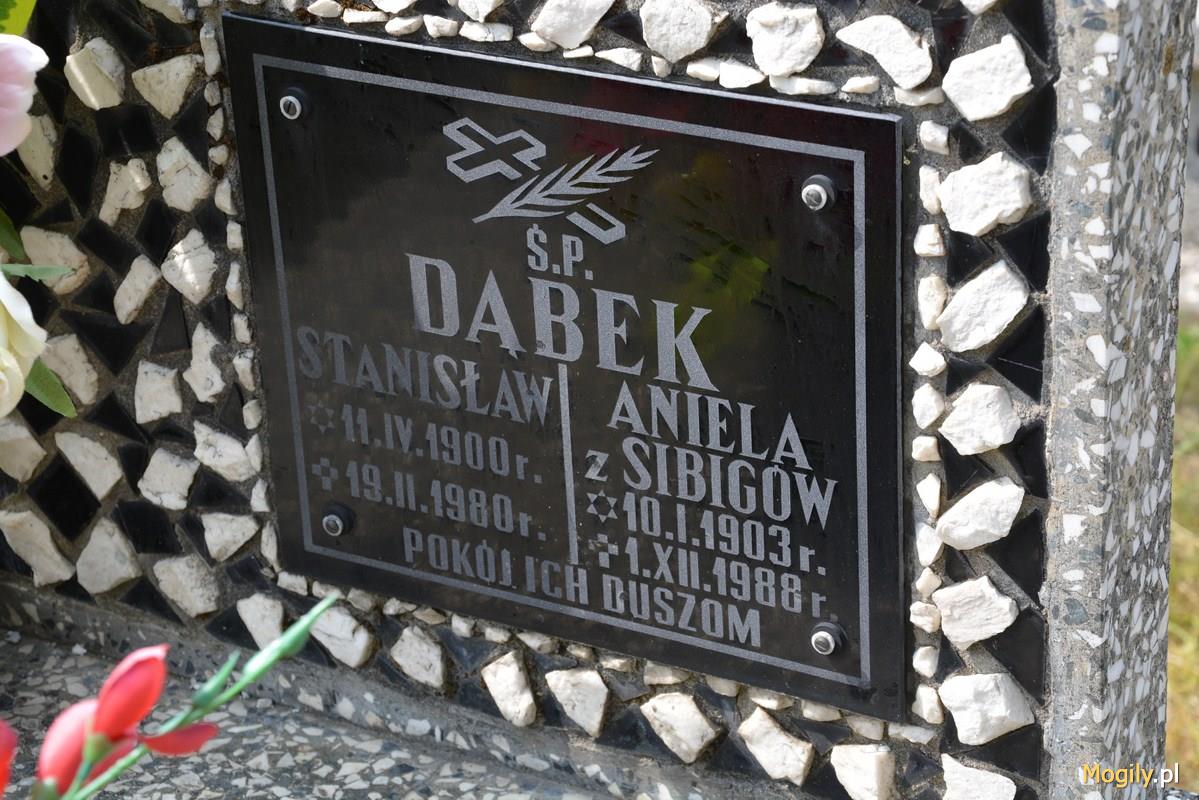 Ś.P.
DĄBEK
STANISŁAW
11.IV.1900 r.
19.II.1980 r.
ANIELA
z SIBIGÓW
10.I.1903 r.
1.XII.1988 r.
POKÓJ ICH DUSZOM
Mogily.pl